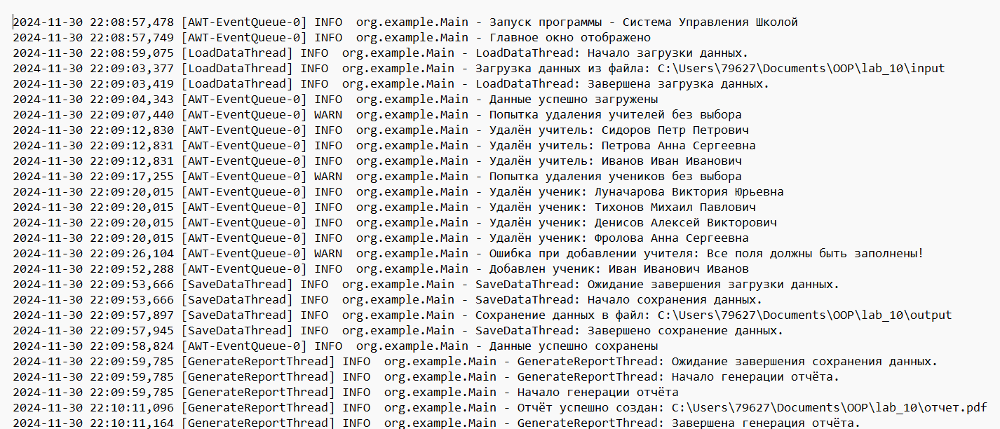 2024-11-30 22:08:57,478 [AWT-EventQueue-0] INFO  org.example.Main - Запуск программы - Система Управления Школой
2024-11-30 22:08:57,749 [AWT-EventQueue-0] INFO  org.example.Main - Главное окно отображено
2024-11-30 22:08:59,075 [LoadDataThread] INFO  org.example.Main - LoadDataThread: Начало загрузки данных.
2024-11-30 22:09:03,377 [LoadDataThread] INFO  org.example.Main - Загрузка данных из файла: C:\Users\79627\Documents\OOP\lab_10\input
2024-11-30 22:09:03,419 [LoadDataThread] INFO  org.example.Main - LoadDataThread: Завершена загрузка данных.
2024-11-30 22:09:04,343 [AWT-EventQueue-0] INFO  org.example.Main - Данные успешно загружены
2024-11-30 22:09:07,440 [AWT-EventQueue-0] WARN  org.example.Main - Попытка удаления учителей без выбора
2024-11-30 22:09:12,830 [AWT-EventQueue-0] INFO  org.example.Main - Удалён учитель: Сидоров Петр Петрович
2024-11-30 22:09:12,831 [AWT-EventQueue-0] INFO  org.example.Main - Удалён учитель: Петрова Анна Сергеевна
2024-11-30 22:09:12,831 [AWT-EventQueue-0] INFO  org.example.Main - Удалён учитель: Иванов Иван Иванович
2024-11-30 22:09:17,255 [AWT-EventQueue-0] WARN  org.example.Main - Попытка удаления учеников без выбора
2024-11-30 22:09:20,015 [AWT-EventQueue-0] INFO  org.example.Main - Удалён ученик: Луначарова Виктория Юрьевна
2024-11-30 22:09:20,015 [AWT-EventQueue-0] INFO  org.example.Main - Удалён ученик: Тихонов Михаил Павлович
2024-11-30 22:09:20,015 [AWT-EventQueue-0] INFO  org.example.Main - Удалён ученик: Денисов Алексей Викторович
2024-11-30 22:09:20,015 [AWT-EventQueue-0] INFO  org.example.Main - Удалён ученик: Фролова Анна Сергеевна
2024-11-30 22:09:26,104 [AWT-EventQueue-0] WARN  org.example.Main - Ошибка при добавлении учителя: Все поля должны быть заполнены!
2024-11-30 22:09:52,288 [AWT-EventQueue-0] INFO  org.example.Main - Добавлен ученик: Иван Иванович Иванов
2024-11-30 22:09:53,666 [SaveDataThread] INFO  org.example.Main - SaveDataThread: Ожидание завершения загрузки данных.
2024-11-30 22:09:53,666 [SaveDataThread] INFO  org.example.Main - SaveDataThread: Начало сохранения данных.
2024-11-30 22:09:57,897 [SaveDataThread] INFO  org.example.Main - Сохранение данных в файл: C:\Users\79627\Documents\OOP\lab_10\output
2024-11-30 22:09:57,945 [SaveDataThread] INFO  org.example.Main - SaveDataThread: Завершено сохранение данных.
2024-11-30 22:09:58,824 [AWT-EventQueue-0] INFO  org.example.Main - Данные успешно сохранены
2024-11-30 22:09:59,785 [GenerateReportThread] INFO  org.example.Main - GenerateReportThread: Ожидание завершения сохранения данных.
2024-11-30 22:09:59,785 [GenerateReportThread] INFO  org.example.Main - GenerateReportThread: Начало генерации отчёта.
2024-11-30 22:09:59,785 [GenerateReportThread] INFO  org.example.Main - Начало генерации отчёта
2024-11-30 22:10:11,096 [GenerateReportThread] INFO  org.example.Main - Отчёт успешно создан: C:\Users\79627\Documents\OOP\lab_10\отчет.pdf
2024-11-30 22:10:11,164 [GenerateReportThread] INFO  org.example.Main - GenerateReportThread: Завершена генерация отчёта.